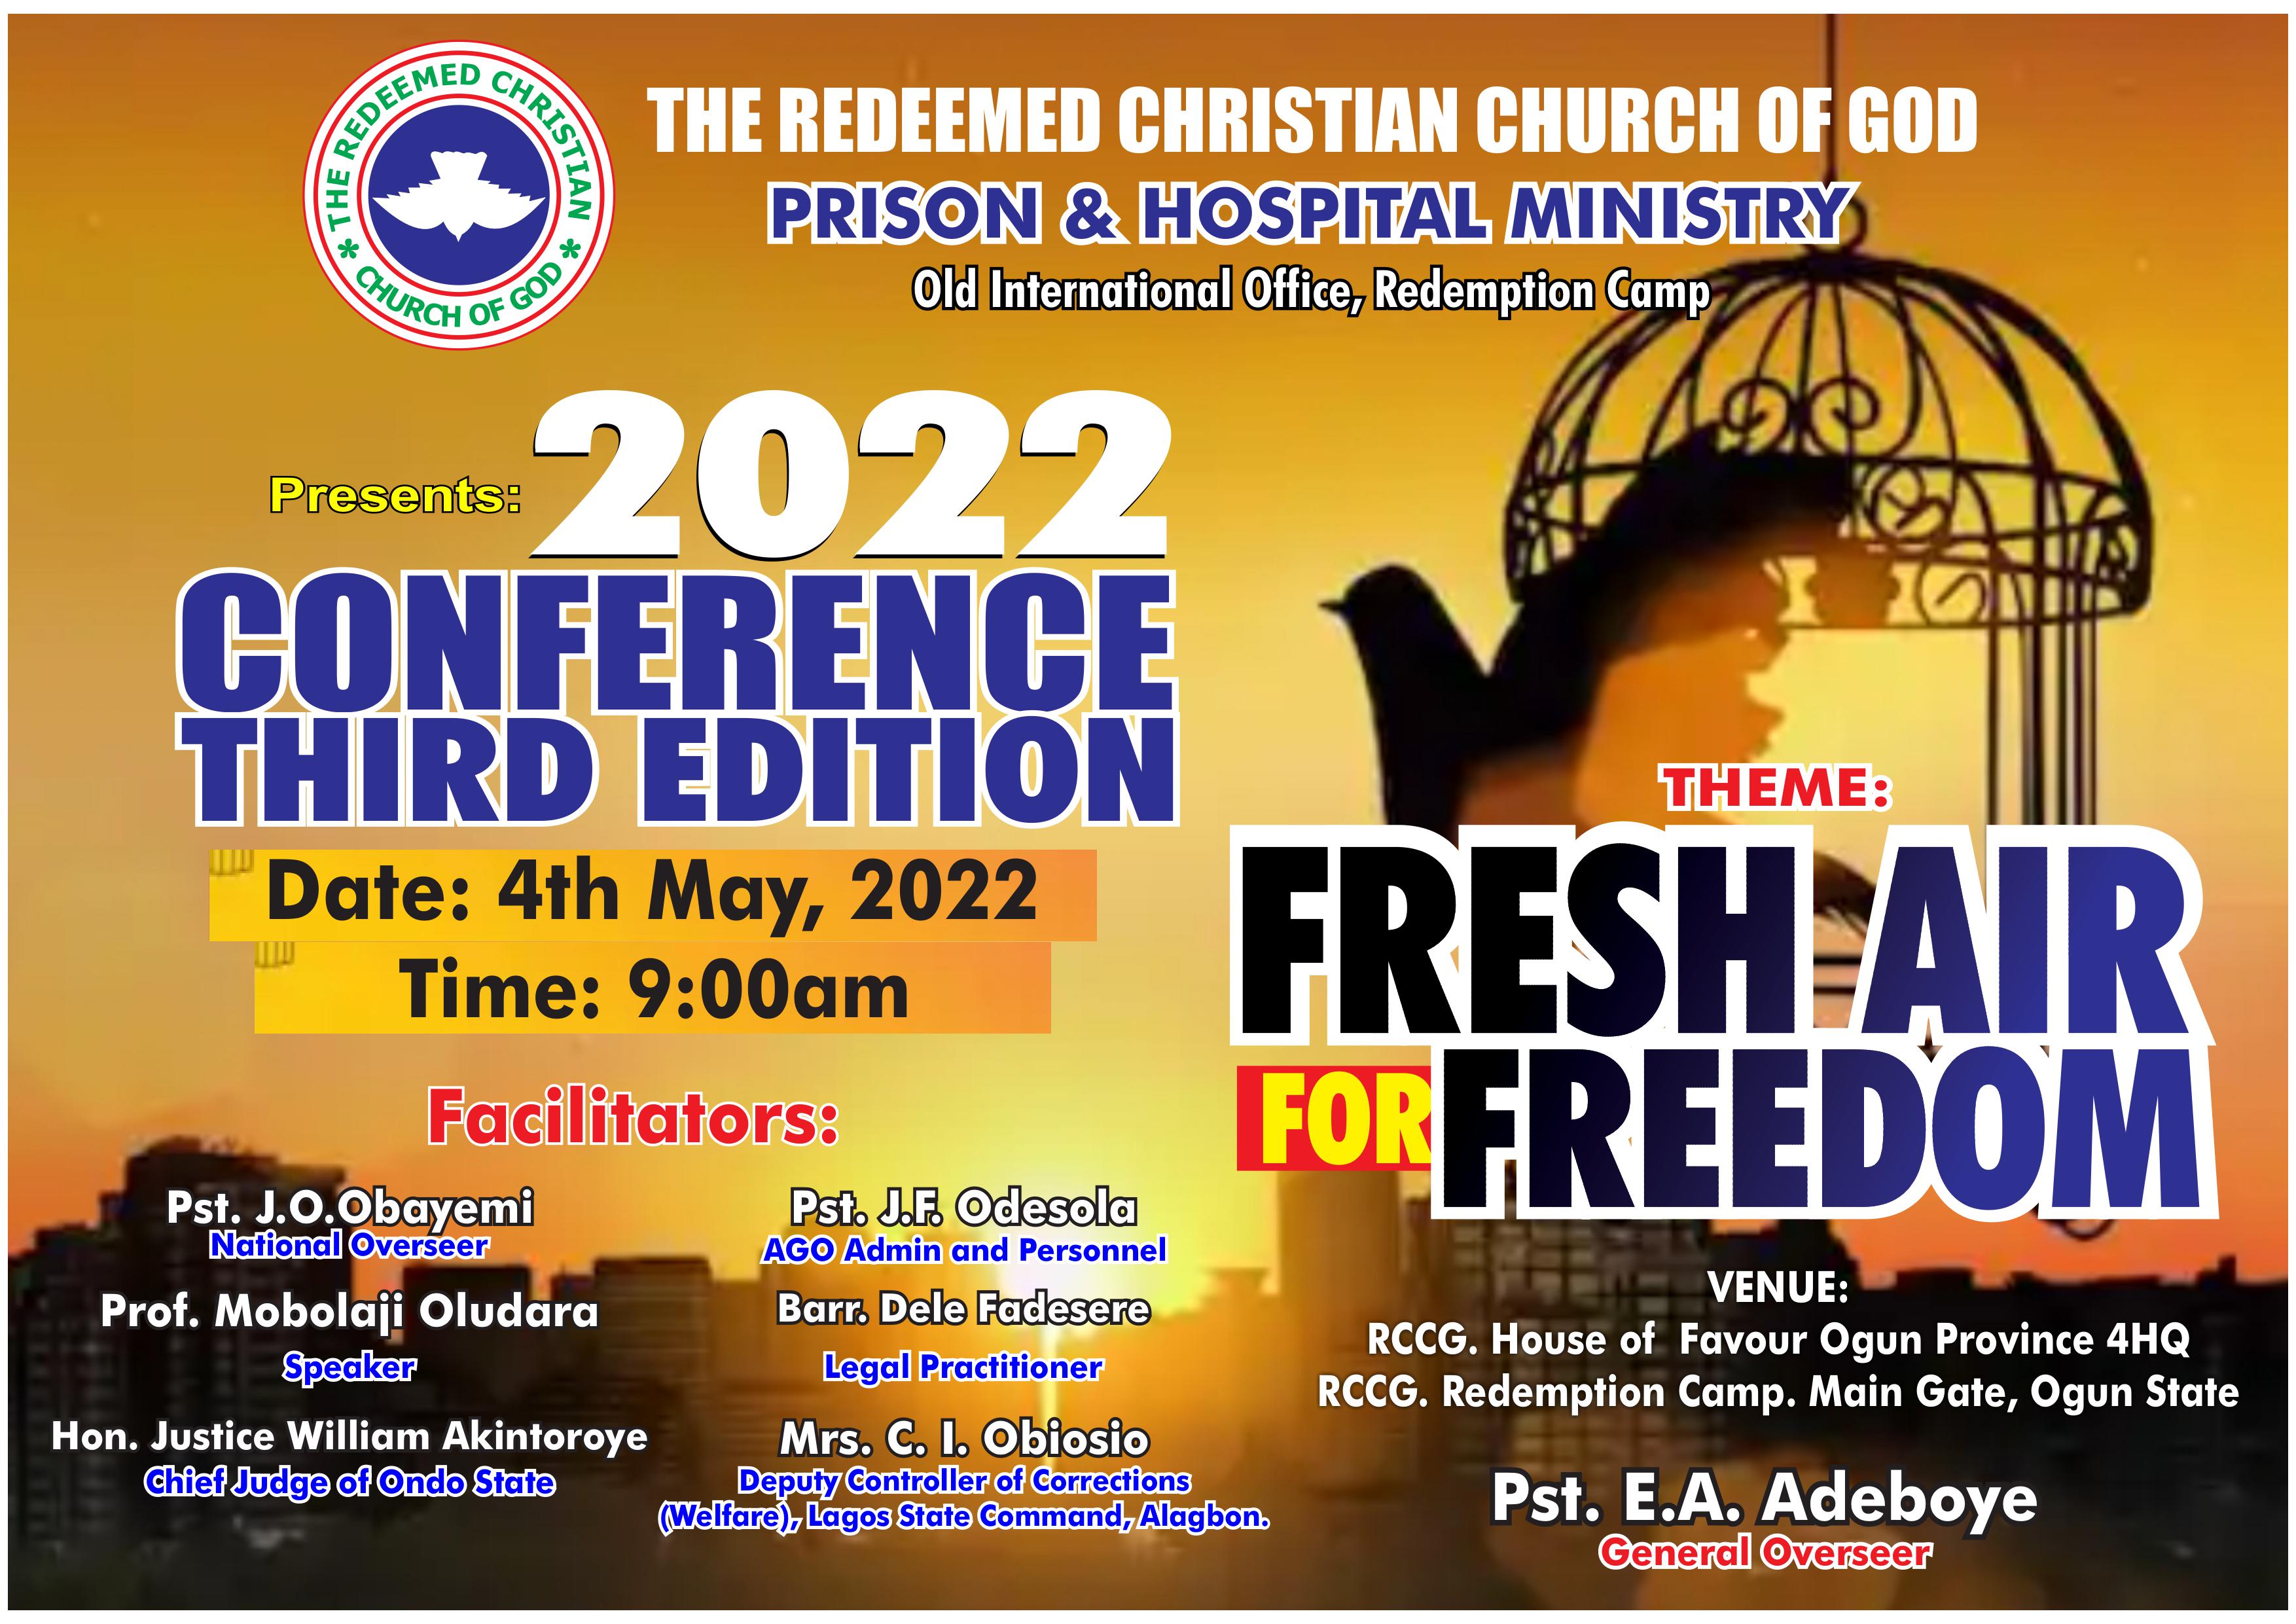 THE REDEEMED CHRISTIAN
CHURCH OF GOD
THE REDEEMED CHRISTIAN CHURCH OF GOD
PRISON & HOSPITAL MINISTRY
Old International Office, Redemption Camp
Presents: 2022
CONFERENCE
THIRD EDITION
Date: 4th May, 2022
Time: 9:00am
THEME:
FRESH AIR
FOR FREEDOM
Facilitators:
Pst. J.O.Obayemi
National Overseer
Pst. J.F. Odesola
AGO Admin and Personnel
Prof. Mobolaji Oludara
Speaker
Barr. Dele Fadesere
Legal Practitioner
Hon. Justice William Akintoroye
Chief Judge of Ondo State
Mrs. C. I. Obiosio
Deputy Controller of Corrections
(Welfare), Lagos State Command, Alagbon.
VENUE:
RCCG. House of Favour Ogun Province 4HQ
RCCG. Redemption Camp. Main Gate, Ogun State
Pst. E.A. Adeboye
General Overseer